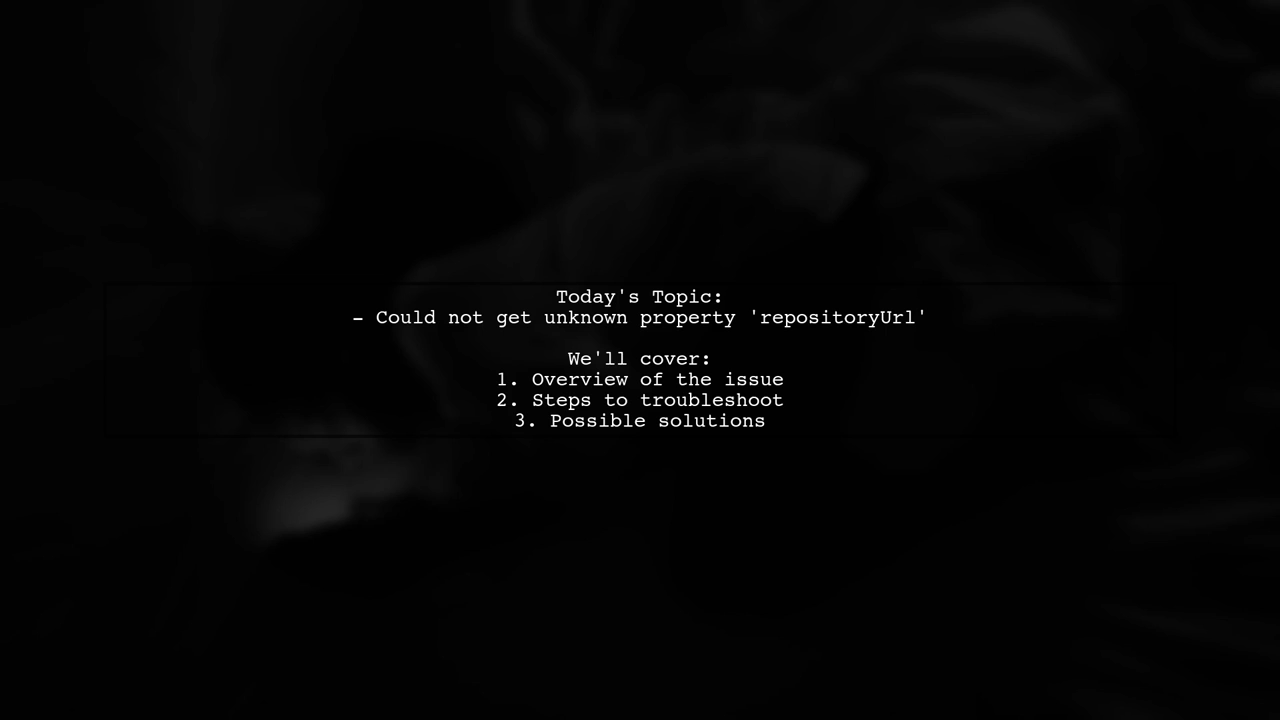 Today's Topic:
– Could not get unknown property 'repositoryUrl'
We'll cover:
1. Overview of the issue
2. Steps to troubleshoot
3. Possible solutions